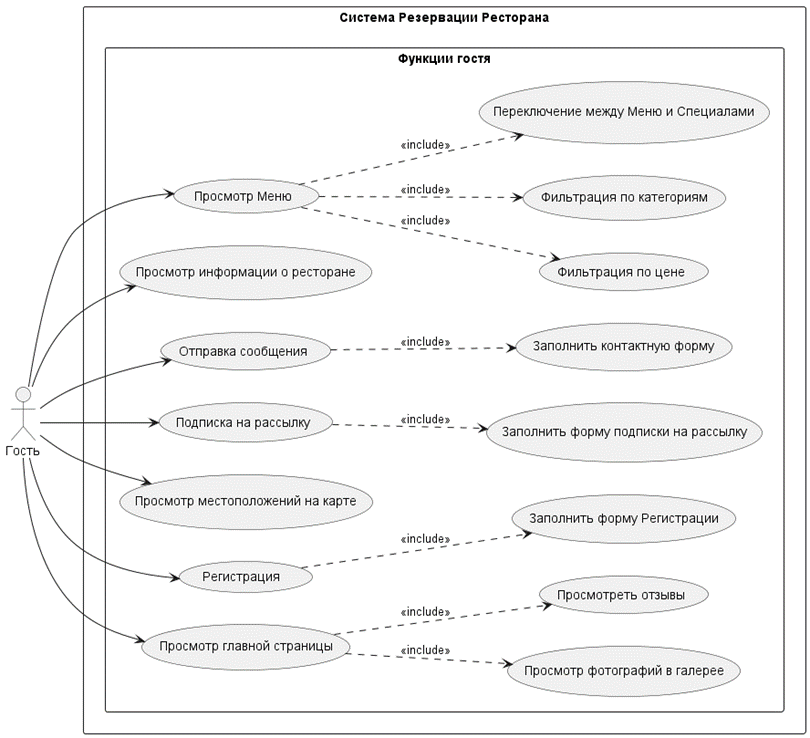 Система Резервации Ресторана
Функции гостя
Переключение между Меню и Специалами
«include»
Просмотр Меню
«include»
Фильтрация по категориям
«include»
Фильтрация по цене
Просмотр информации о ресторане
Отправка сообщения
«include»
Заполнить контактную форму
Подписка на рассылку
«include»
Заполнить форму подписки на рассылку
Гость
Просмотр местоположений на карте
Заполнить форму Регистрации
«include»
Регистрация
Просмотреть отзывы
«include»
Просмотр главной страницы
«include»
Просмотр фотографий в галерее